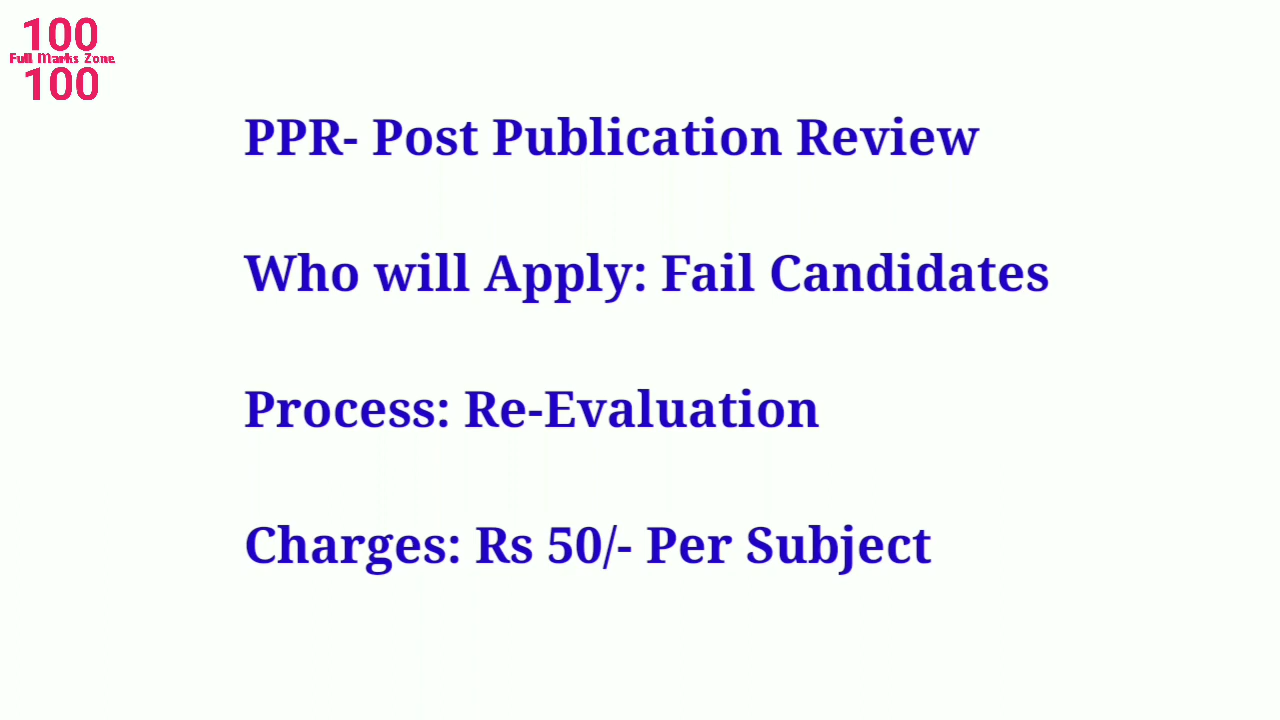 100
Full Marks Zone
100
PPR- Post Publication Review
Who will Apply: Fail Candidates
Process: Re-Evaluation
Charges: Rs 50/- Per Subject